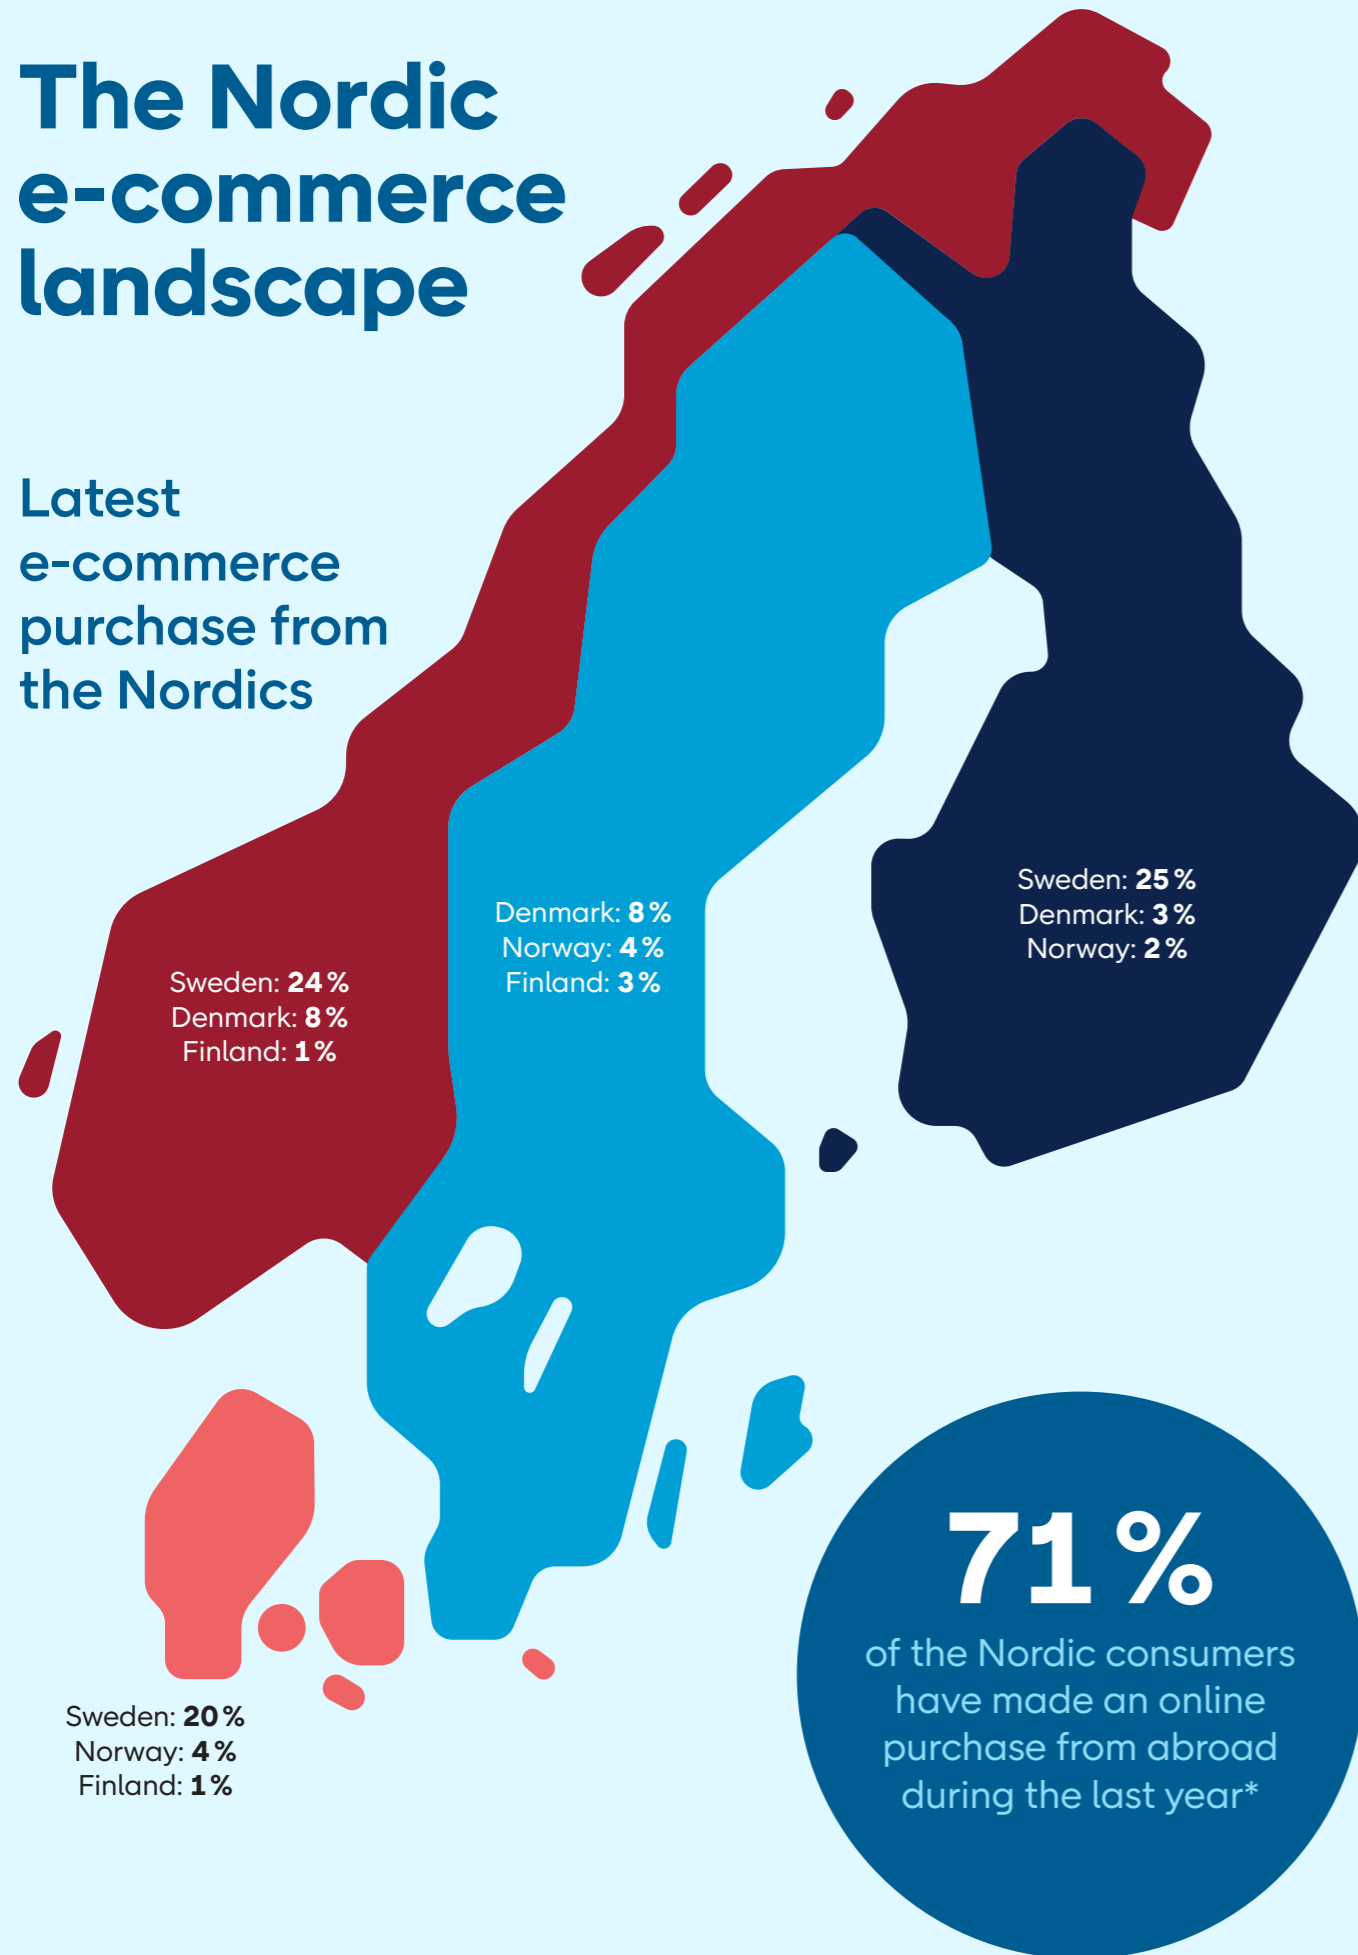 The Nordic
e-commerce
landscape
Latest
e-commerce
purchase from
the Nordics
Sweden: 25 %
Denmark: 3 %
Norway: 2 %
Denmark: 8 %
Norway: 4 %
Finland: 3 %
Sweden: 24 %
Denmark: 8 %
Finland: 1 %
71 %
of the Nordic consumers
have made an online
purchase from abroad
during the last year*
Sweden: 20 %
Norway: 4 %
Finland: 1 %